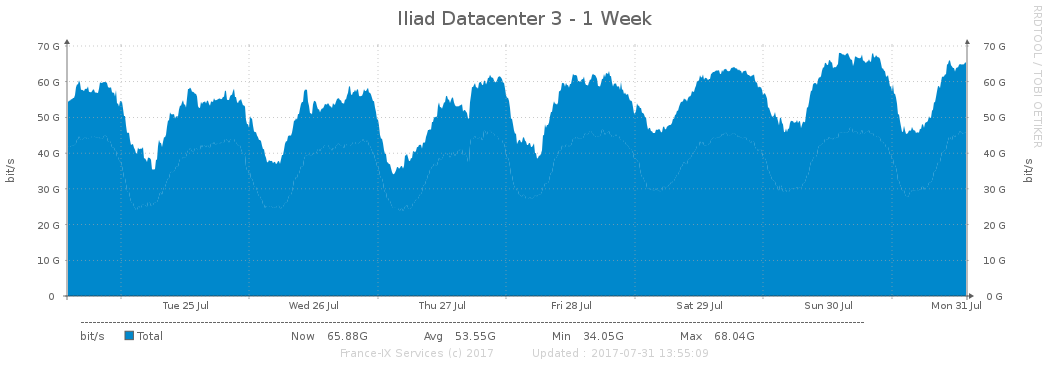 Iliad Datacenter 3 - 1 Week
RRDTOOL / TOBI OETIKER
70 G 70 G
60 G 60 G
50 G 50 G
40 G 40 G
30 G 30 G
20 G 20 G
10 G 10 G
0 0 G
bit/s bit/s
Tue 25 Jul Wed 26 Jul Thu 27 Jul Fri 28 Jul Sat 29 Jul Sun 30 Jul Mon 31 Jul
bit/s Total Now 65.88G Avg 53.55G Min 34.05G Max 68.04G
France-IX Services (c) 2017 Updated : 2017-07-31 13:55:09